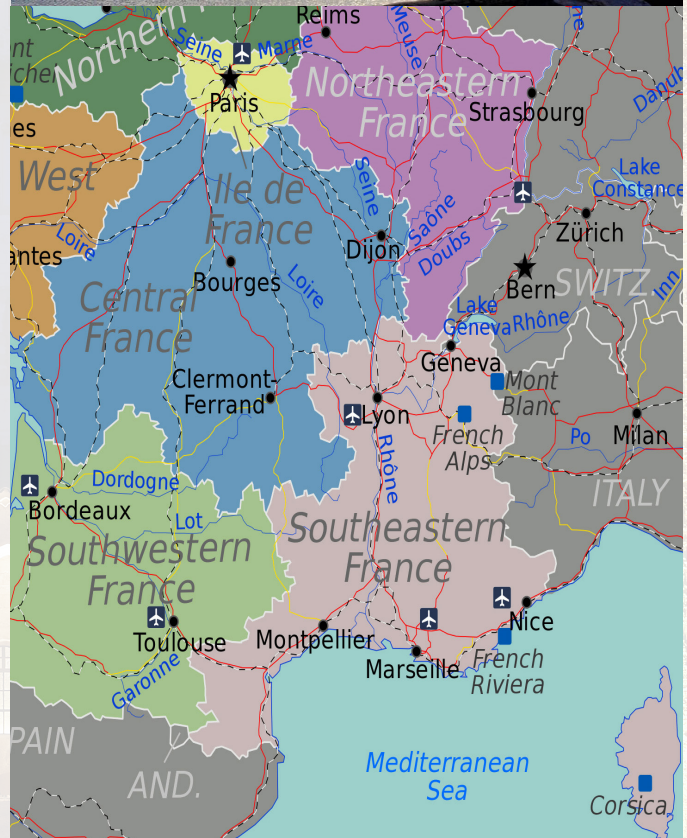 Reims
Northern
Seine
Marne
Meuse
Paris
Northeastern
France
Strasbourg
Danub
es
West
Ile de
France
Seine
Saône
Doubs
Lake
Constance
Zürich
antes
Loire
Dijon
Bourges
Loire
Bern
SWITZ.
Inn
Central
France
Lake
Geneva
Rhône
Geneva
Clermont-
Ferrand
Lyon
Mont
Blanc
French
Alps
Po
Milan
Rhône
Dordogne
Bordeaux
Lot
ITALY
Southwestern
France
Southeastern
France
Toulouse
Montpellier
Nice
Marseille
French
Riviera
Garonne
PAIN
AND.
Mediterranean
Sea
Corsica